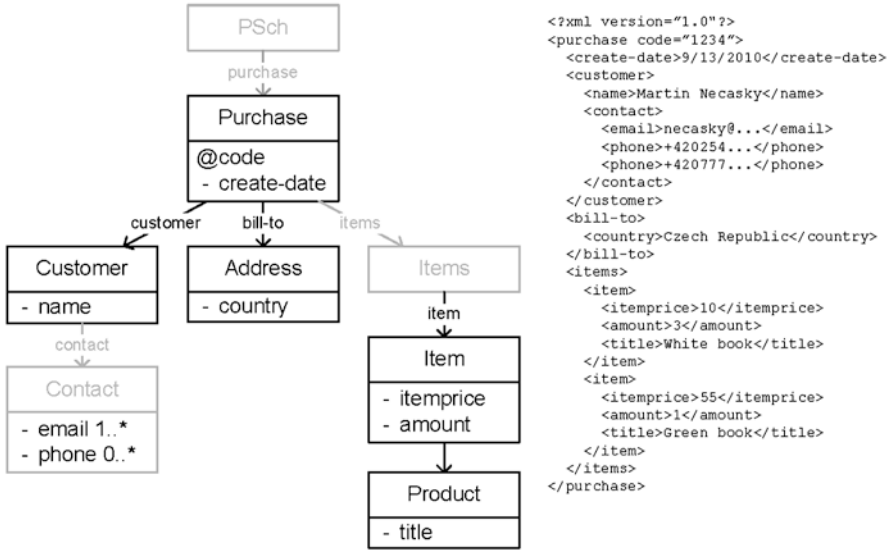 PSch
purchase
Purchase
@code
- create-date
customer
bill-to
items
Customer
- name
Address
- country
Items
contact
item
Contact
- email 1..*
- phone 0..*
Item
- itemprice
- amount
Product
- title
<?xml version="1.0"?>
<purchase code="1234">
<create-date>9/13/2010</create-date>
<customer>
<name>Martin Necasky</name>
<contact>
<email>necasky@...</email>
<phone>+420254...</phone>
<phone>+420777...</phone>
</contact>
</customer>
<bill-to>
<country>Czech Republic</country>
</bill-to>
<items>
<item>
<itemprice>10</itemprice>
<amount>3</amount>
<title>White book</title>
</item>
<item>
<itemprice>55</itemprice>
<amount>1</amount>
<title>Green book</title>
</item>
</items>
</purchase>